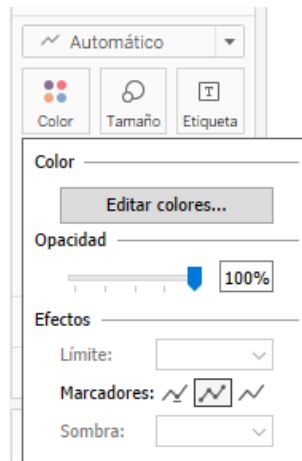 Automático
Color Tamaño Etiqueta
Color
Editar colores...
Opacidad
100%
Efectos
Límite:
Marcadores:
Sombra: